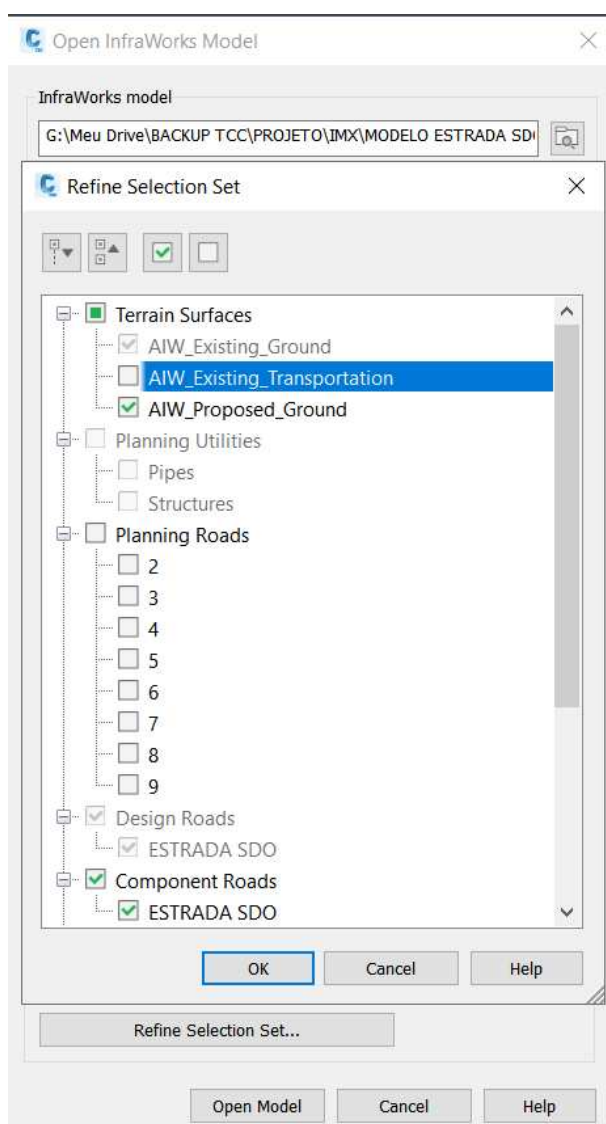 Open InfraWorks Model
InfraWorks model
G:\Meu Drive\BACKUP TCC\PROJETO\IMX\MODELO ESTRADA SD
Refine Selection Set
Terrain Surfaces
AIW_Existing_Ground
AIW_Existing_Transportation
AIW_Proposed_Ground
Planning Utilities
Pipes
Structures
Planning Roads
2
3
4
5
6
7
8
9
Design Roads
ESTRADA SDO
Component Roads
ESTRADA SDO
OK Cancel Help
Refine Selection Set...
Open Model Cancel Help